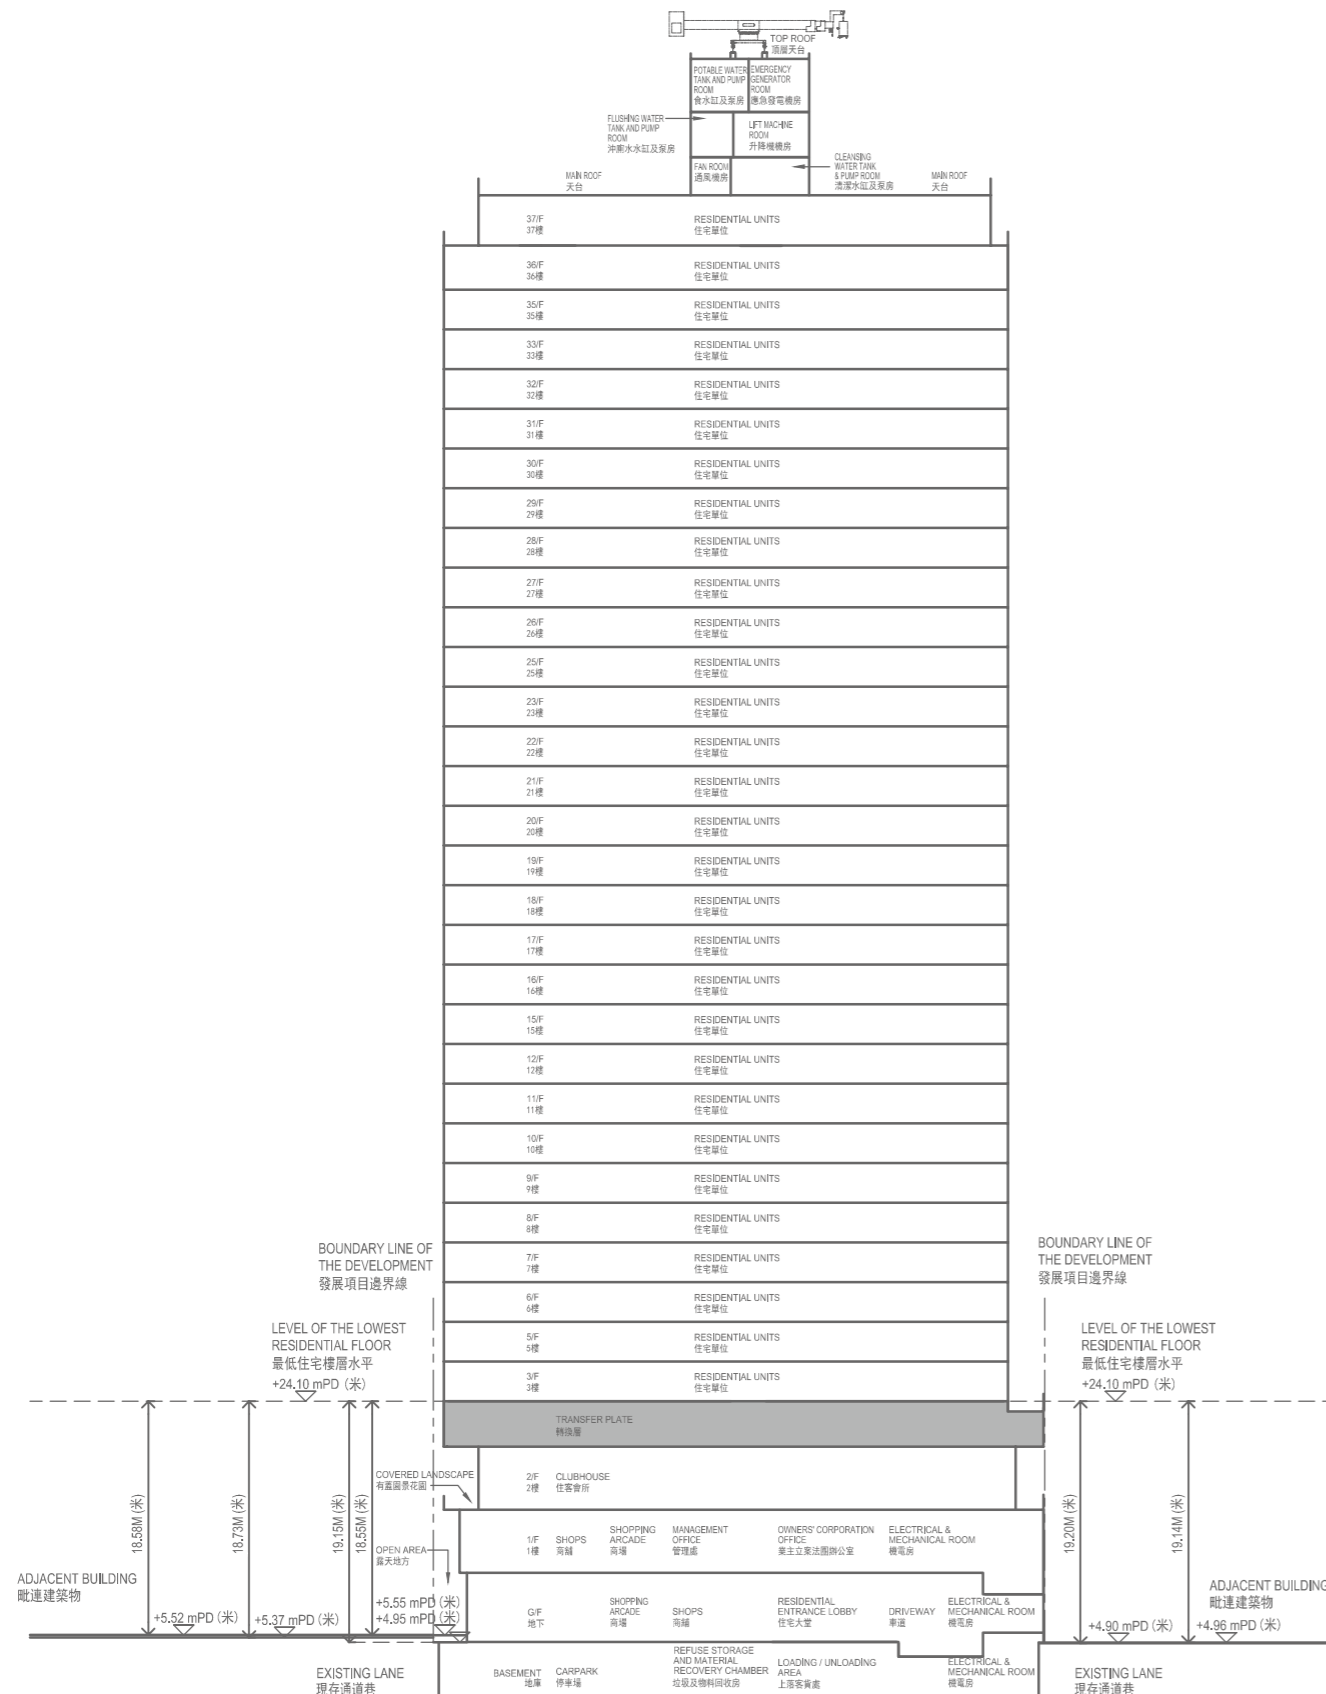 TOP ROOF
頂層天台
POTABLE WATER
TANK AND PUMP
ROOM
食水缸及泵房
EMERGENCY
GENERATOR
ROOM
應急發電機房
FLUSHING WATER
TANK AND PUMP
ROOM
沖廁水水缸及泵房
LIFT MACHINE
ROOM
升降機機房
FAN ROOM
通風機房
CLEANSING
WATER TANK
& PUMP ROOM
清潔水缸及泵房
MAIN ROOF
天台
MAIN ROOF
天台
37/F RESIDENTIAL UNITS
37樓 住宅單位
36/F RESIDENTIAL UNITS
36樓 住宅單位
35/F RESIDENTIAL UNITS
35樓 住宅單位
33/F RESIDENTIAL UNITS
33樓 住宅單位
32/F RESIDENTIAL UNITS
32樓 住宅單位
31/F RESIDENTIAL UNITS
31樓 住宅單位
30/F RESIDENTIAL UNITS
30樓 住宅單位
29/F RESIDENTIAL UNITS
29樓 住宅單位
28/F RESIDENTIAL UNITS
28樓 住宅單位
27/F RESIDENTIAL UNITS
27樓 住宅單位
26/F RESIDENTIAL UNITS
26樓 住宅單位
25/F RESIDENTIAL UNITS
25樓 住宅單位
23/F RESIDENTIAL UNITS
23樓 住宅單位
22/F RESIDENTIAL UNITS
22樓 住宅單位
21/F RESIDENTIAL UNITS
21樓 住宅單位
20/F RESIDENTIAL UNITS
20樓 住宅單位
19/F RESIDENTIAL UNITS
19樓 住宅單位
18/F RESIDENTIAL UNITS
18樓 住宅單位
17/F RESIDENTIAL UNITS
17樓 住宅單位
16/F RESIDENTIAL UNITS
16樓 住宅單位
15/F RESIDENTIAL UNITS
15樓 住宅單位
12/F RESIDENTIAL UNITS
12樓 住宅單位
11/F RESIDENTIAL UNITS
11樓 住宅單位
10/F RESIDENTIAL UNITS
10樓 住宅單位
9/F RESIDENTIAL UNITS
9樓 住宅單位
8/F RESIDENTIAL UNITS
8樓 住宅單位
7/F RESIDENTIAL UNITS
7樓 住宅單位
6/F RESIDENTIAL UNITS
6樓 住宅單位
5/F RESIDENTIAL UNITS
5樓 住宅單位
3/F RESIDENTIAL UNITS
3樓 住宅單位
BOUNDARY LINE OF
THE DEVELOPMENT
發展項目邊界線
BOUNDARY LINE OF
THE DEVELOPMENT
發展項目邊界線
LEVEL OF THE LOWEST
RESIDENTIAL FLOOR
最低住宅樓層水平
+24.10 mPD (米)
LEVEL OF THE LOWEST
RESIDENTIAL FLOOR
最低住宅樓層水平
+24.10 mPD (米)
TRANSFER PLATE
轉換層
COVERED LANDSCAPE
有蓋園景花園
2/F CLUBHOUSE
2樓 住客會所
18.58M (米)
18.73M (米)
19.15M (米)
18.55M (米)
19.20M (米)
19.14M (米)
OPEN AREA
露天地方
1/F SHOPS
1樓 商舖
SHOPPING
ARCADE
商場
MANAGEMENT
OFFICE
管理處
OWNERS' CORPORATION
OFFICE
業主立案法團辦公室
ELECTRICAL &
MECHANICAL ROOM
機電房
ADJACENT BUILDING
毗連建築物
+5.52 mPD (米)
+5.37 mPD (米)
+5.55 mPD (米)
+4.95 mPD (米)
G/F
地下
SHOPPING
ARCADE
商場
SHOPS
商舖
RESIDENTIAL
ENTRANCE LOBBY
住宅大堂
DRIVEWAY
車道
ELECTRICAL &
MECHANICAL ROOM
機電房
ADJACENT BUILDING
毗連建築物
+4.90 mPD (米)
+4.96 mPD (米)
EXISTING LANE
現存通道巷
BASEMENT
地庫
CARPARK
停車場
REFUSE STORAGE
AND MATERIAL
RECOVERY CHAMBER
垃圾及物料回收房
LOADING / UNLOADING
AREA
上落客貨處
ELECTRICAL &
MECHANICAL ROOM
機電房
EXISTING LANE
現存通道巷